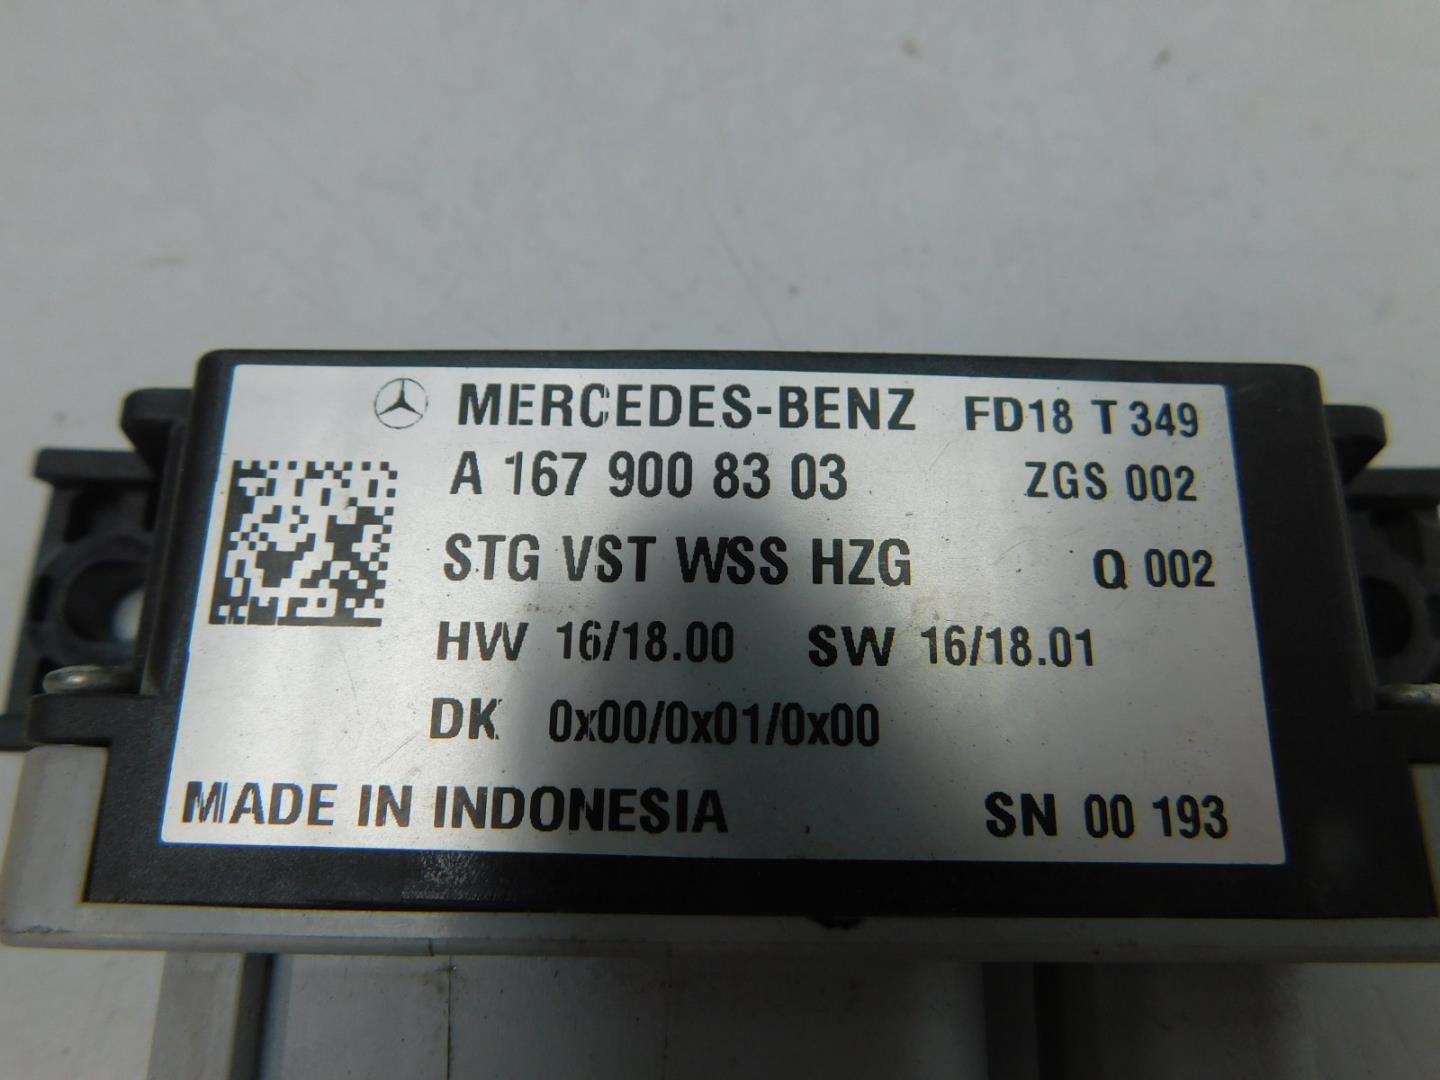 MERCEDES-BENZ FD18 T 349
A 167 900 83 03 ZGS 002
STG VST WSS HZG Q 002
HW 16/18.00 SW 16/18.01
DK 0x00/0x01/0x00
MADE IN INDONESIA SN 00 193